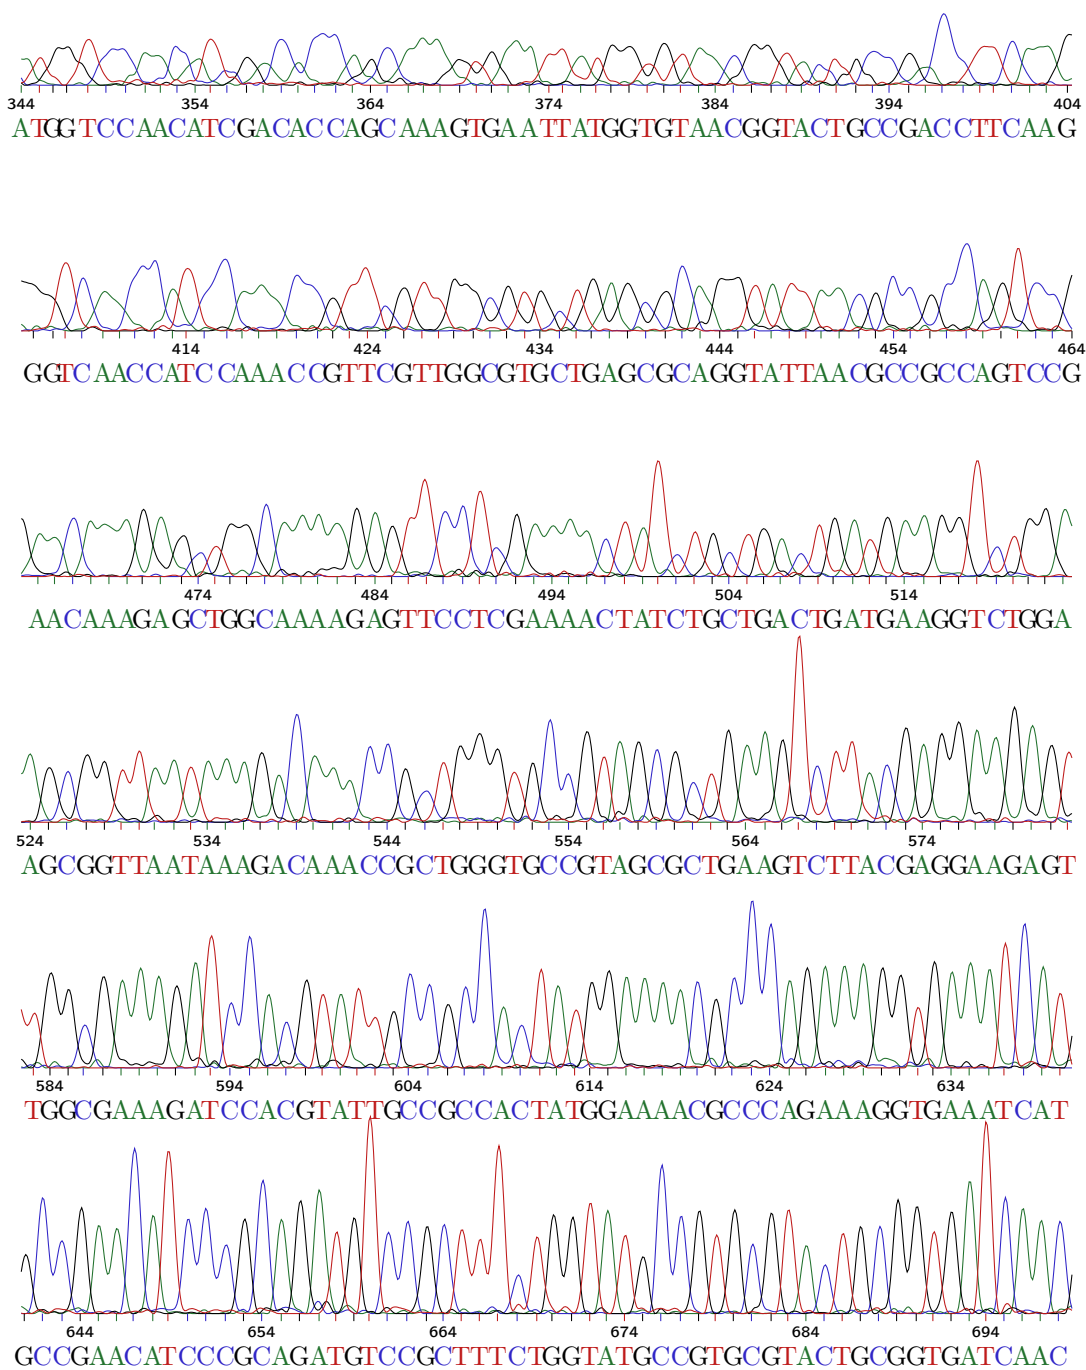 344 354 364 374 384 394 404
ATGGTCCAACATCGACACCAGCAAAGTGAATTATGGTGTAACGGTACTGCCGACCTTCAAG
414 424 434 444 454 464
GGTCAACCATCCAAACCGTTCGTTGGCGTGCTGAGCGCAGGTATTAACGCCGCCAGTCCG
474 484 494 504 514
AACAAAGAGCTGGCAAAAGAGTTCCTCGAAAACTATCTGCTGACTGATGAAGGTCTGGA
524 534 544 554 564 574
AGCGGTTAATAAAGACAAACCGCTGGGTGCCGTAGCGCTGAAGTCTTACGAGGAAGAGT
584 594 604 614 624 634
TGGCGAAAGATCCACGTATTGCCGCCACTATGGAAAACGCCCAGAAAGGTGAAATCAT
644 654 664 674 684 694
GCCGAACATCCCGCAGATGTCCGCTTTCTGGTATGCCGTGCGTACTGCGGTGATCAAC